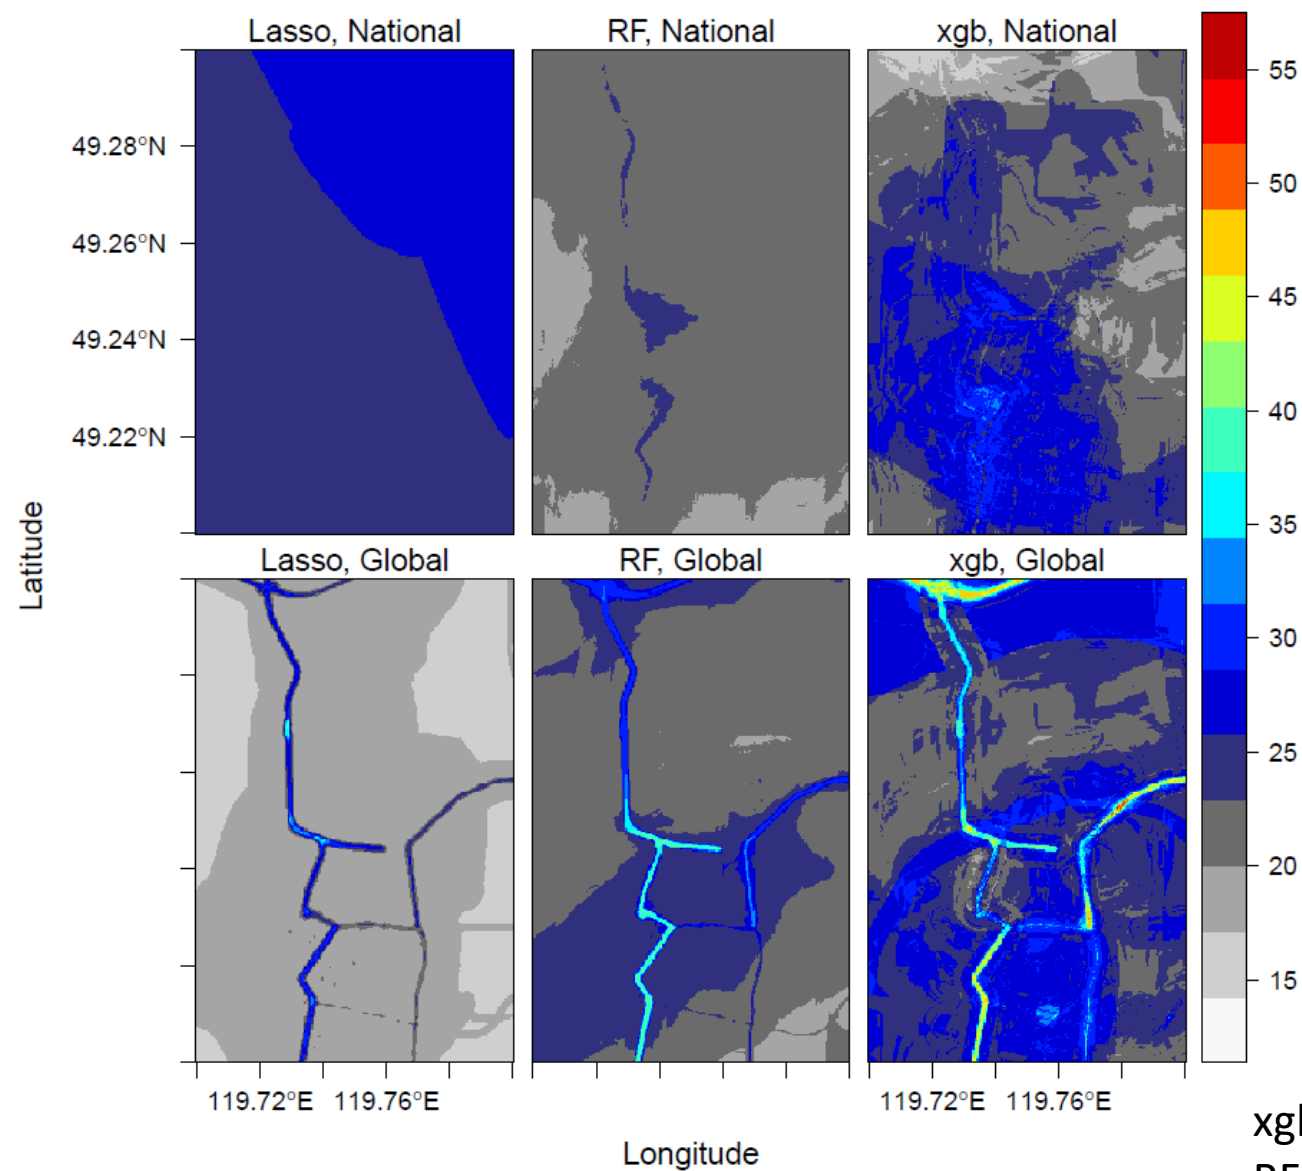 Lasso, National
RF, National
xgb, National
49.28°N
49.26°N
49.24°N
49.22°N
Latitude
Lasso, Global
RF, Global
xgb, Global
119.72°E 119.76°E
119.72°E 119.76°E
Longitude
55
50
45
40
35
30
25
20
15